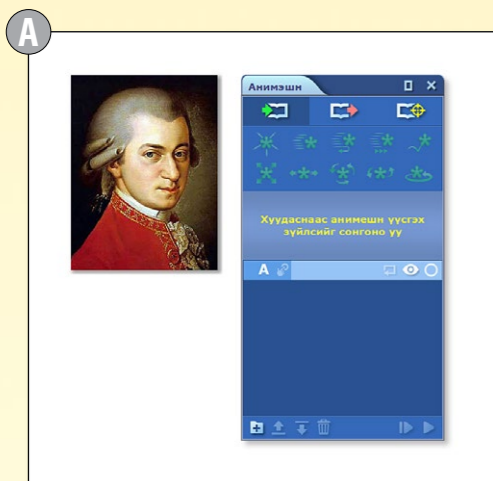 A
Анимэшн
Хуудаснаас анимешн үүсгэх
зүйлсийг сонгоно уу
A